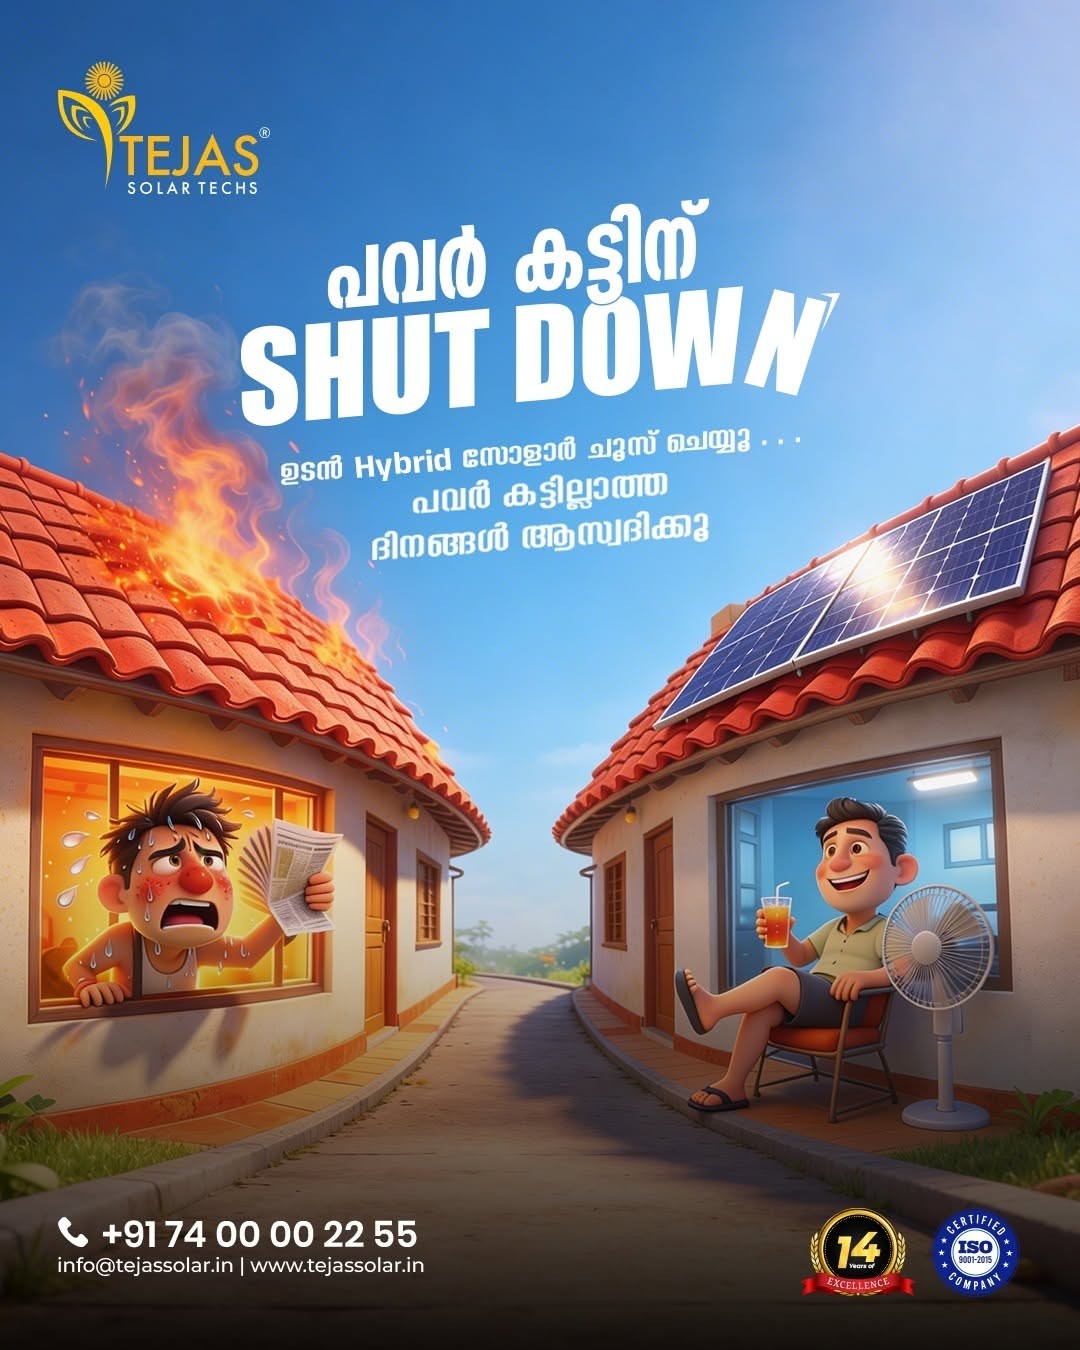 TEJAS®
SOLAR TECHS
പവർ കട്ടിന്
SHUT DOWN
ഉടൻ Hybrid സോളാർ ചൂസ് ചെയ്യൂ . . .
പവർ കട്ടില്ലാത്ത
ദിനങ്ങൾ ആസ്വദിക്കൂ
+91 74 00 00 22 55
info@tejassolar.in | www.tejassolar.in
14
Years of
EXCELLENCE
CERTIFIED
ISO
9001-2015
COMPANY